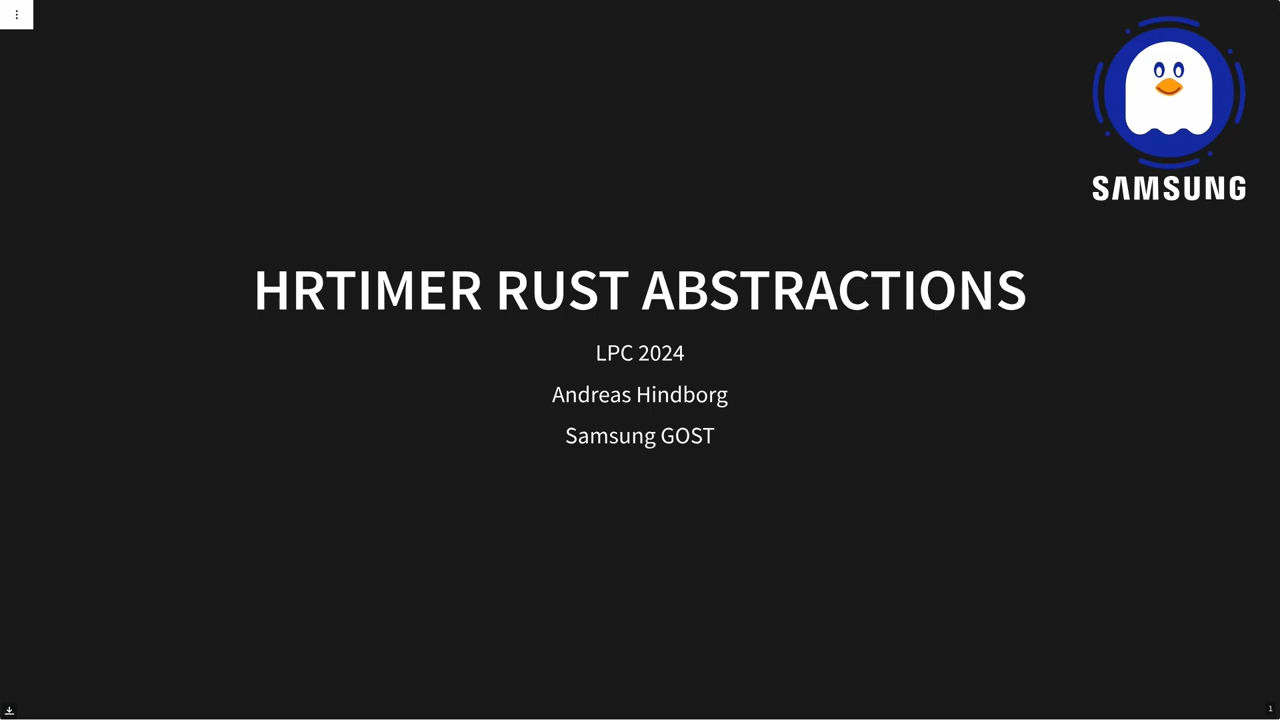 SAMSUNG
HRTIMER RUST ABSTRACTIONS
LPC 2024
Andreas Hindborg
Samsung GOST
1